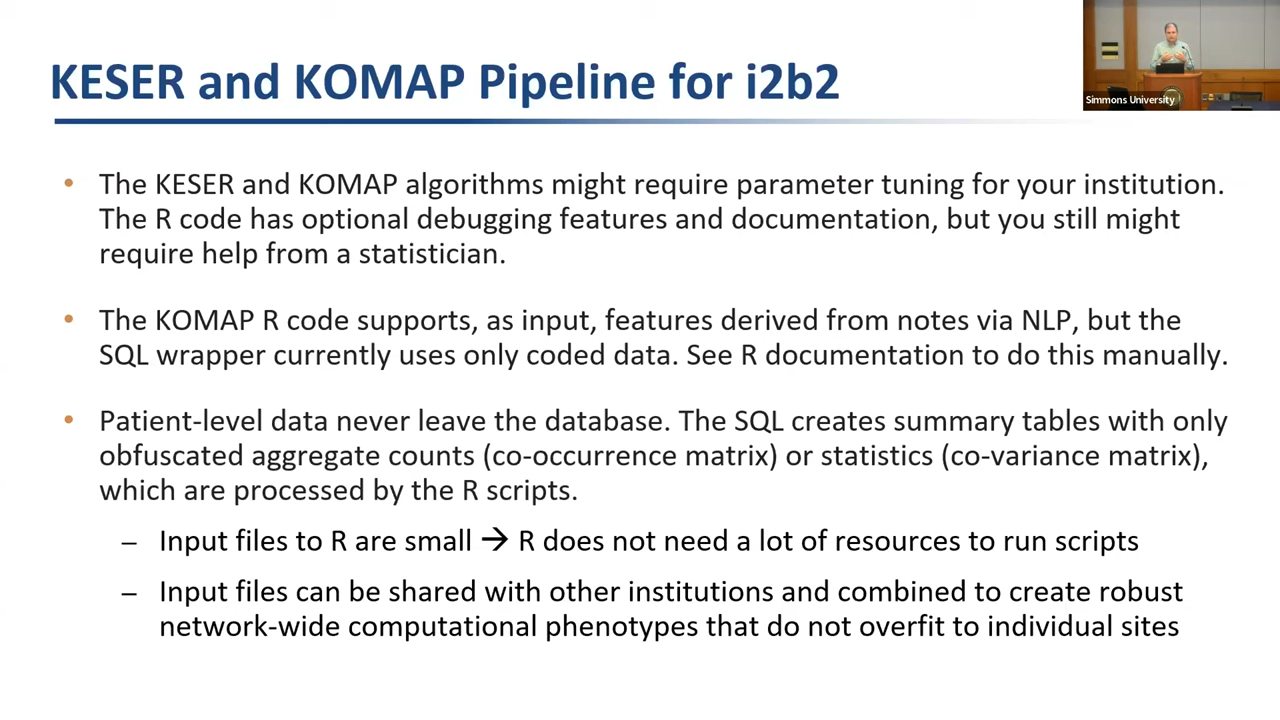 KESER and KOMAP Pipeline for i2b2
Simmons University
• The KESER and KOMAP algorithms might require parameter tuning for your institution.
The R code has optional debugging features and documentation, but you still might
require help from a statistician.
• The KOMAP R code supports, as input, features derived from notes via NLP, but the
SQL wrapper currently uses only coded data. See R documentation to do this manually.
• Patient-level data never leave the database. The SQL creates summary tables with only
obfuscated aggregate counts (co-occurrence matrix) or statistics (co-variance matrix),
which are processed by the R scripts.
– Input files to R are small → R does not need a lot of resources to run scripts
– Input files can be shared with other institutions and combined to create robust
network-wide computational phenotypes that do not overfit to individual sites